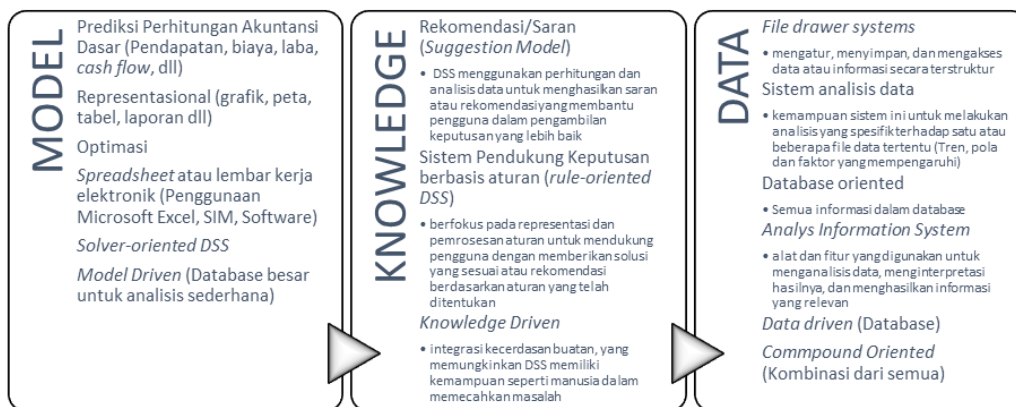 MODEL
Prediksi Perhitungan Akuntansi
Dasar (Pendapatan, biaya, laba,
cash flow, dll)
Representasional (grafik, peta,
tabel, laporan dll)
Optimasi
Spreadsheet atau lembar kerja
elektronik (Penggunaan
Microsoft Excel, SIM, Software)
Solver-oriented DSS
Model Driven (Database besar
untuk analisis sederhana)
KNOWLEDGE
Rekomendasi/Saran
(Suggestion Model)
• DSS menggunakan perhitungan dan
analisis data untuk menghasilkan saran
atau rekomendasi yang membantu
pengguna dalam pengambilan
keputusan yang lebih baik
Sistem Pendukung Keputusan
berbasis aturan (rule-oriented
DSS)
• berfokus pada representasi dan
pemrosesan aturan untuk mendukung
pengguna dengan memberikan solusi
yang sesuai atau rekomendasi
berdasarkan aturan yang telah
ditentukan
Knowledge Driven
• integrasi kecerdasan buatan, yang
memungkinkan DSS memiliki
kemampuan seperti manusia dalam
memecahkan masalah
DATA
File drawer systems
• mengatur, menyimpan, dan mengakses
data atau informasi secara terstruktur
Sistem analisis data
• kemampuan sistem ini untuk melakukan
analisis yang spesifik terhadap satu atau
beberapa file data tertentu (Tren, pola
dan faktor yang mempengaruhi)
Database oriented
• Semua informasi dalam database
Analys Information System
• alat dan fitur yang digunakan untuk
menganalisis data, menginterpretasi
hasilnya, dan menghasilkan informasi
yang relevan
Data driven (Database)
Commpound Oriented
(Kombinasi dari semua)